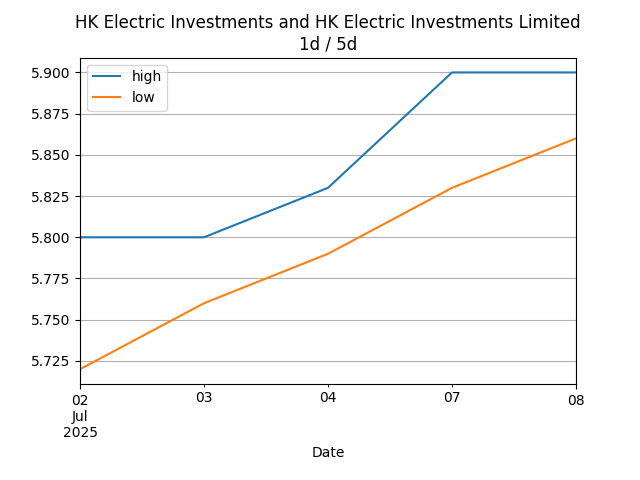 HK Electric Investments and HK Electric Investments Limited
1d / 5d
high
low
5.900
5.875
5.850
5.825
5.800
5.775
5.750
5.725
02
Jul
2025
03
04
07
08
Date